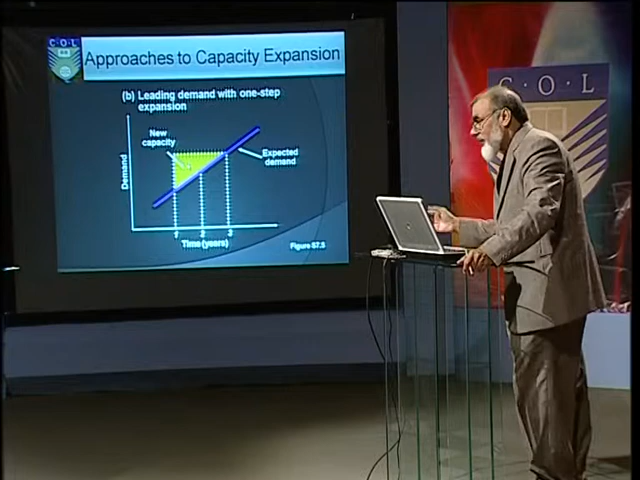 C.O.L
Approaches to Capacity Expansion
(b) Leading demand with one-step
expansion
New
capacity
Expected
demand
Demand
1 2 3
Time (years)
Figure S7.5
C.O.L